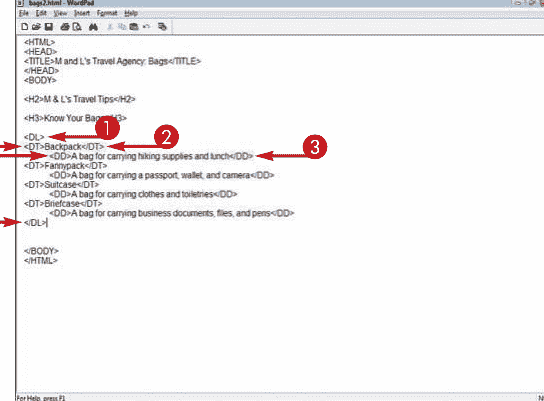 bags2.html - WordPad
File Edit View Insert Format Help
<HTML>
<HEAD>
<TITLE>M and L's Travel Agency: Bags</TITLE>
</HEAD>
<BODY>
<H2>M & L's Travel Tips</H2>
<H3>Know Your Bags H3>
<DL> 1
<DT>Backpack</DT> 2
<DD>A bag for carrying hiking supplies and lunch</DD> 3
<DT>Fannypack</DT>
<DD>A bag for carrying a passport, wallet, and camera</DD>
<DT>Suitcase</DT>
<DD>A bag for carrying clothes and toiletries</DD>
<DT>Briefcase</DT>
<DD>A bag for carrying business documents, files, and pens</DD>
</DL>
</BODY>
</HTML>
For Help, press F1